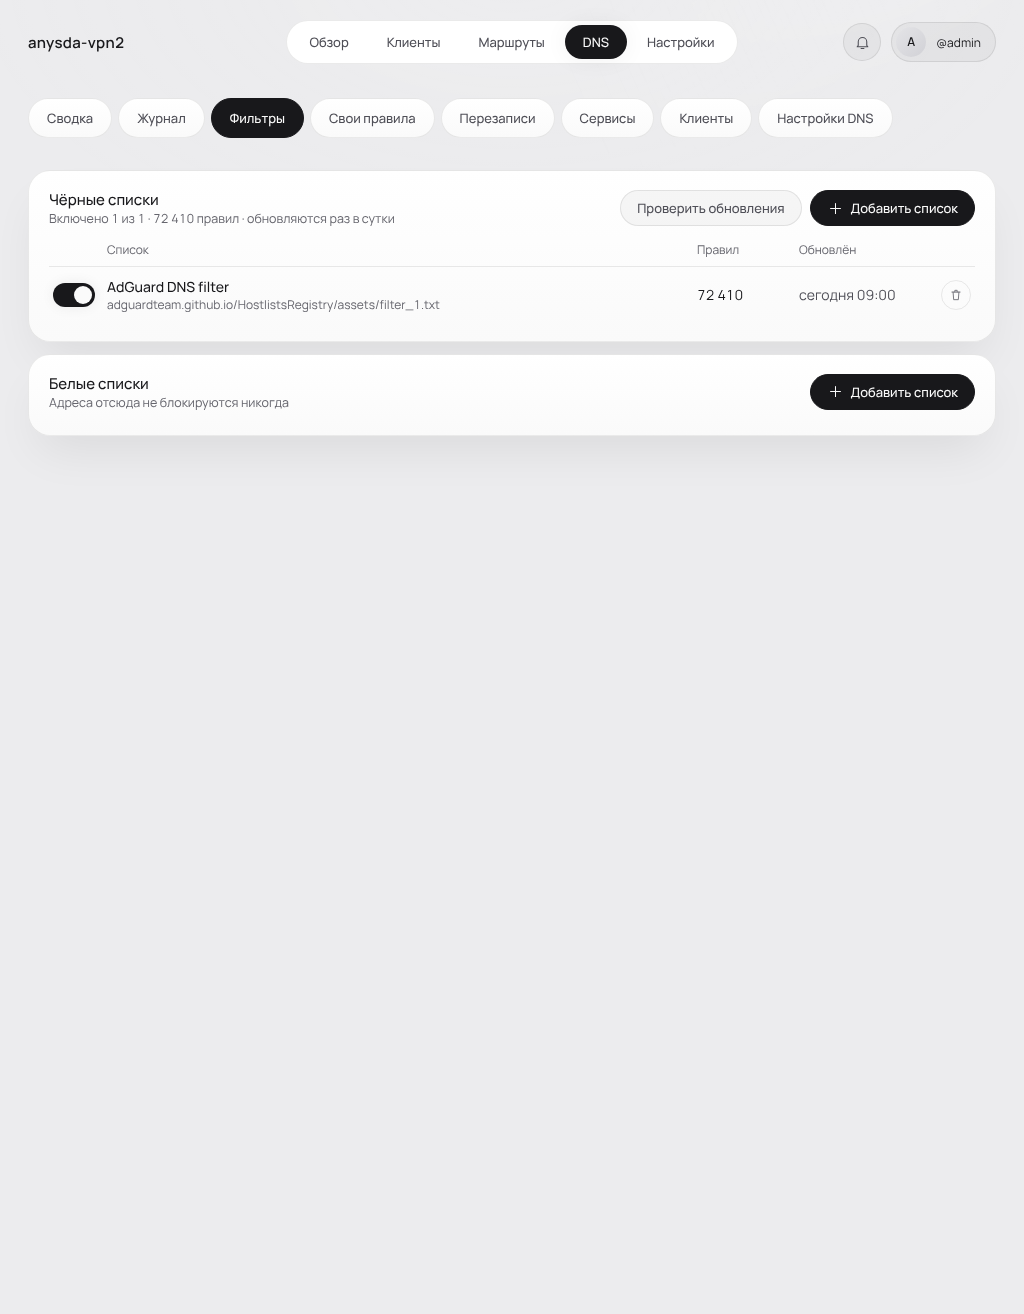 anysda-vpn2
Обзор Клиенты Маршруты DNS Настройки
A @admin
Сводка Журнал Фильтры Свои правила Перезаписи Сервисы Клиенты Настройки DNS
Чёрные списки
Включено 1 из 1 · 72 410 правил · обновляются раз в сутки
Проверить обновления
Добавить список
Список Правил Обновлён
AdGuard DNS filter
adguardteam.github.io/HostlistsRegistry/assets/filter_1.txt
72 410 сегодня 09:00
Белые списки
Адреса отсюда не блокируются никогда
Добавить список